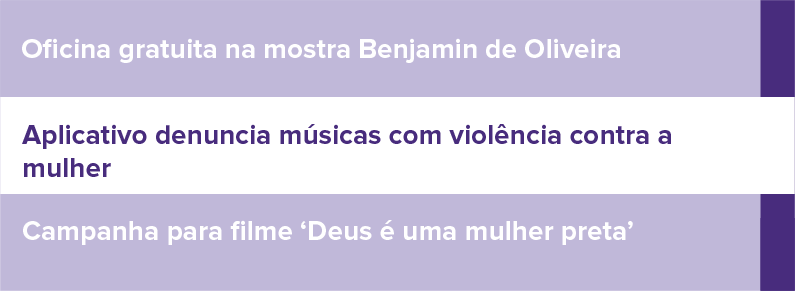 Oficina gratuita na mostra Benjamin de Oliveira
Aplicativo denuncia músicas com violência contra a
mulher
Campanha para filme ‘Deus é uma mulher preta’